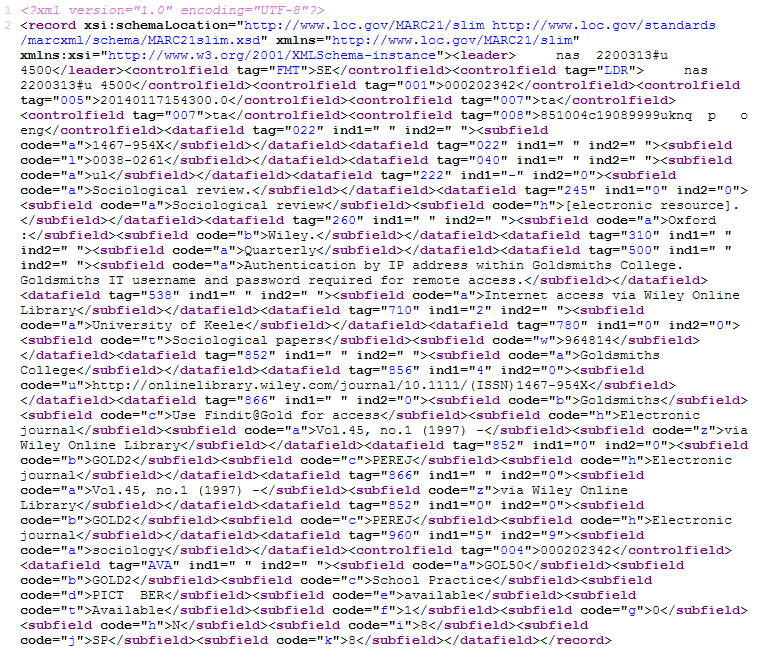 1 <?xml version="1.0" encoding="UTF-8"?>
2 <record xsi:schemaLocation="http://www.loc.gov/MARC21/slim http://www.loc.gov/standards
/marcxml/schema/MARC21slim.xsd" xmlns="http://www.loc.gov/MARC21/slim"
xmlns:xsi="http://www.w3.org/2001/XMLSchema-instance"><leader>     nas  2200313#u
4500</leader><controlfield tag="FMT">SE</controlfield><controlfield tag="LDR">     nas
2200313#u 4500</controlfield><controlfield tag="001">000202342</controlfield><controlfield
tag="005">20140117154300.0</controlfield><controlfield tag="007">ta</controlfield>
<controlfield tag="007">ta</controlfield><controlfield tag="008">851004c19089999uknq  p   o
eng</controlfield><datafield tag="022" ind1=" " ind2=" "><subfield
code="a">1467-954X</subfield></datafield><datafield tag="022" ind1=" " ind2=" "><subfield
code="l">0038-0261</subfield></datafield><datafield tag="040" ind1=" " ind2=" "><subfield
code="a">ul</subfield></datafield><datafield tag="222" ind1="-" ind2="0"><subfield
code="a">Sociological review.</subfield></datafield><datafield tag="245" ind1="0" ind2="0">
<subfield code="a">Sociological review</subfield><subfield code="h">[electronic resource].
</subfield></datafield><datafield tag="260" ind1=" " ind2=" "><subfield code="a">Oxford
:</subfield><subfield code="b">Wiley.</subfield></datafield><datafield tag="310" ind1=" "
ind2=" "><subfield code="a">Quarterly</subfield></datafield><datafield tag="500" ind1=" "
ind2=" "><subfield code="a">Authentication by IP address within Goldsmiths College.
Goldsmiths IT username and password required for remote access.</subfield></datafield>
<datafield tag="538" ind1=" " ind2=" "><subfield code="a">Internet access via Wiley Online
Library</subfield></datafield><datafield tag="710" ind1="2" ind2=" "><subfield
code="a">University of Keele</subfield></datafield><datafield tag="780" ind1="0" ind2="0">
<subfield code="t">Sociological papers</subfield><subfield code="w">964814</subfield>
</datafield><datafield tag="852" ind1=" " ind2=" "><subfield code="a">Goldsmiths
College</subfield></datafield><datafield tag="856" ind1="4" ind2="0"><subfield
code="u">http://onlinelibrary.wiley.com/journal/10.1111/(ISSN)1467-954X</subfield>
</datafield><datafield tag="866" ind1=" " ind2="0"><subfield code="b">Goldsmiths</subfield>
<subfield code="c">Use Findit@Gold for access</subfield><subfield code="h">Electronic
journal</subfield><subfield code="a">Vol.45, no.1 (1997) -</subfield><subfield code="z">via
Wiley Online Library</subfield></datafield><datafield tag="852" ind1="0" ind2="0"><subfield
code="b">GOLD2</subfield><subfield code="c">PEREJ</subfield><subfield code="h">Electronic
journal</subfield></datafield><datafield tag="866" ind1=" " ind2="0"><subfield
code="a">Vol.45, no.1 (1997) -</subfield><subfield code="z">via Wiley Online
Library</subfield></datafield><datafield tag="852" ind1="0" ind2="0"><subfield
code="b">GOLD2</subfield><subfield code="c">PEREJ</subfield><subfield code="h">Electronic
journal</subfield></datafield><datafield tag="960" ind1="5" ind2="9"><subfield
code="a">sociology</subfield></datafield><controlfield tag="004">000202342</controlfield>
<datafield tag="AVA" ind1=" " ind2=" "><subfield code="a">GOL50</subfield><subfield
code="b">GOLD2</subfield><subfield code="c">School Practice</subfield><subfield
code="d">PICT  BER</subfield><subfield code="e">available</subfield><subfield
code="t">Available</subfield><subfield code="f">1</subfield><subfield code="g">0</subfield>
<subfield code="h">N</subfield><subfield code="i">8</subfield><subfield
code="j">SP</subfield><subfield code="k">8</subfield></datafield></record>